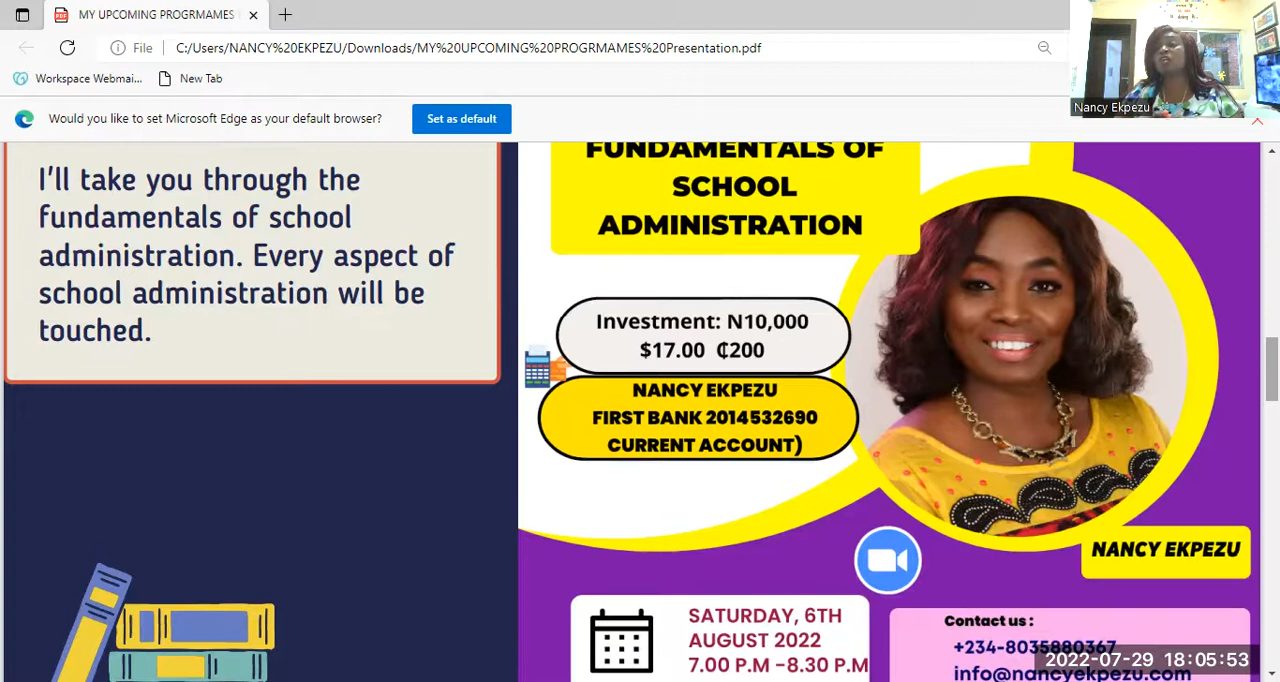 MY UPCOMING PROGRMAMES
File
C:/Users/NANCY%20EKPEZU/Downloads/MY%20UPCOMING%20PROGRMAMES%20Presentation.pdf
Workspace Webmai...
New Tab
Would you like to set Microsoft Edge as your default browser?
Set as default
Nancy Ekpezu
I'll take you through the
fundamentals of school
administration. Every aspect of
school administration will be
touched.
FUNDAMENTALS OF
SCHOOL
ADMINISTRATION
Investment: N10,000
$17.00 ₵200
NANCY EKPEZU
FIRST BANK 2014532690
CURRENT ACCOUNT)
NANCY EKPEZU
SATURDAY, 6TH
AUGUST 2022
7.00 P.M -8.30 P.M
Contact us :
+234-8035880367
info@nancyekpezu.com
2022-07-29 18:05:53